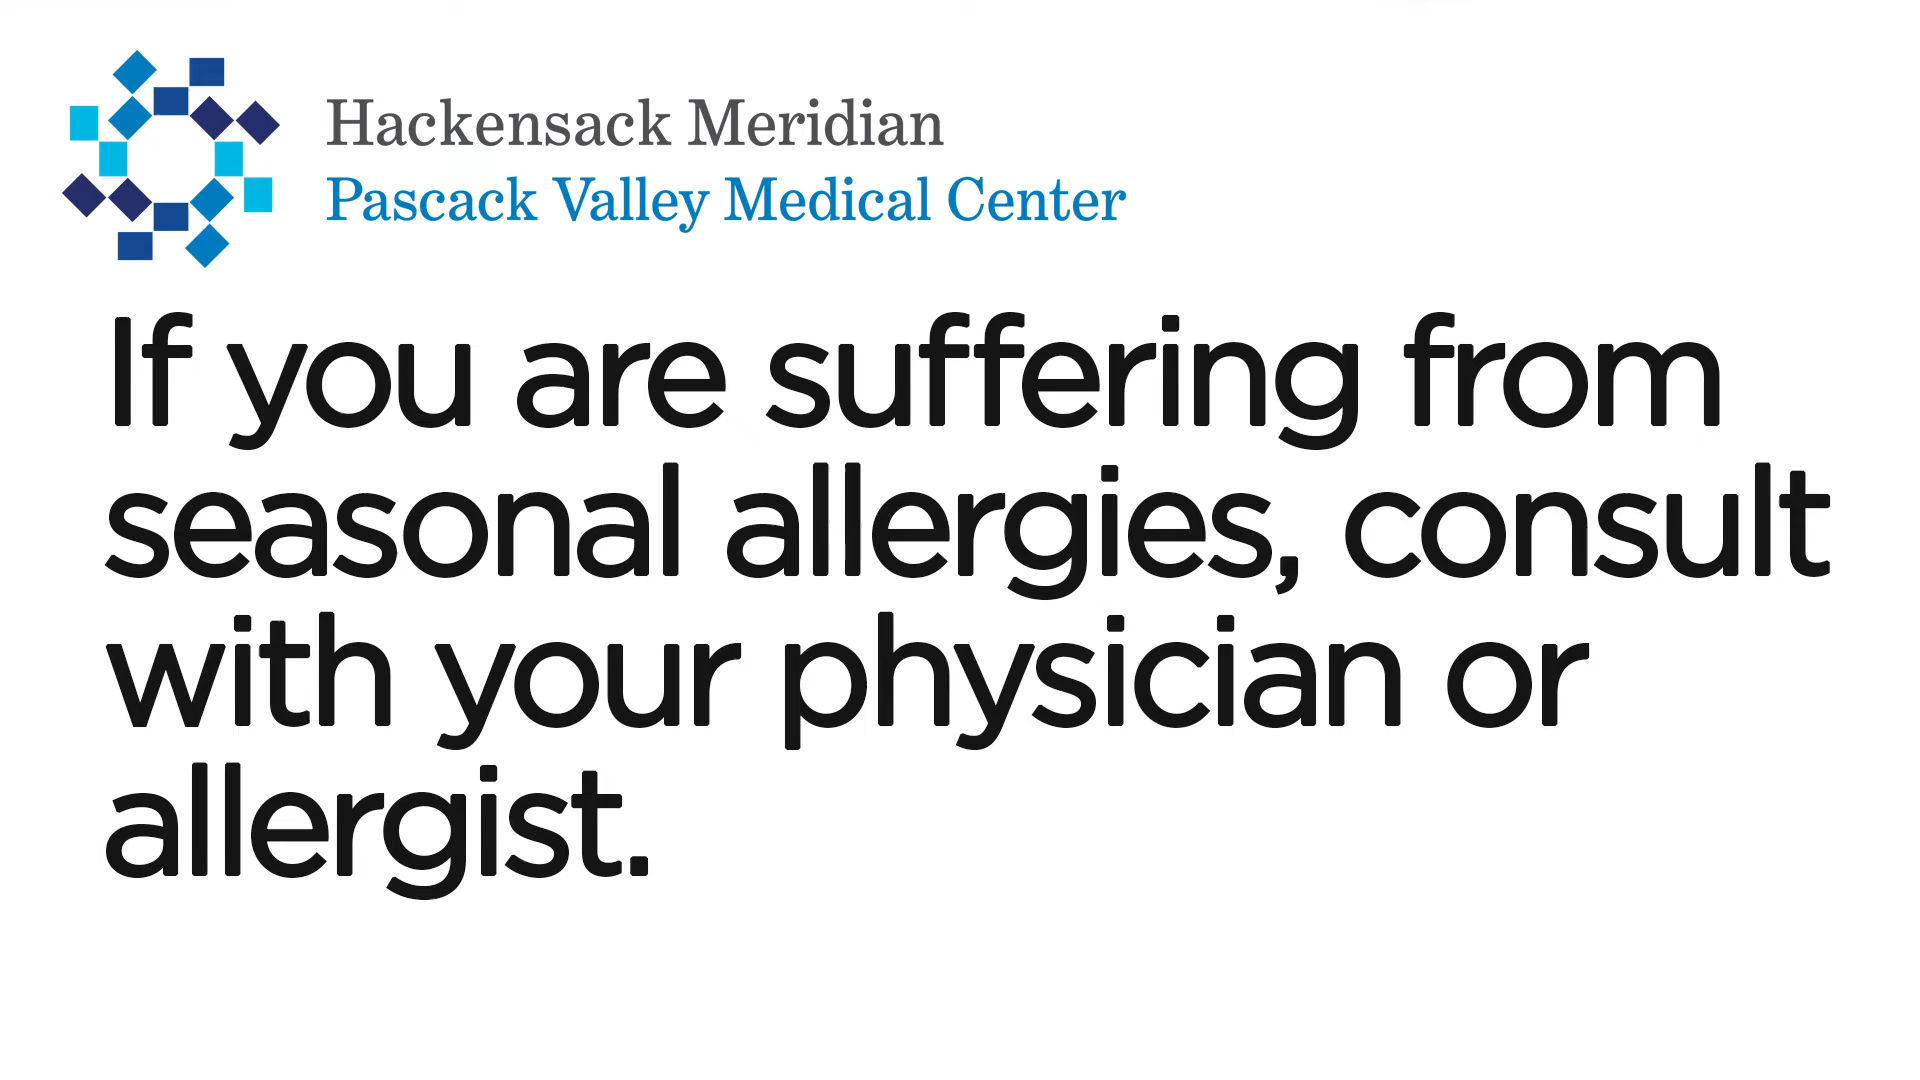 Hackensack Meridian
Pascack Valley Medical Center
If you are suffering from
seasonal allergies, consult
with your physician or
allergist.